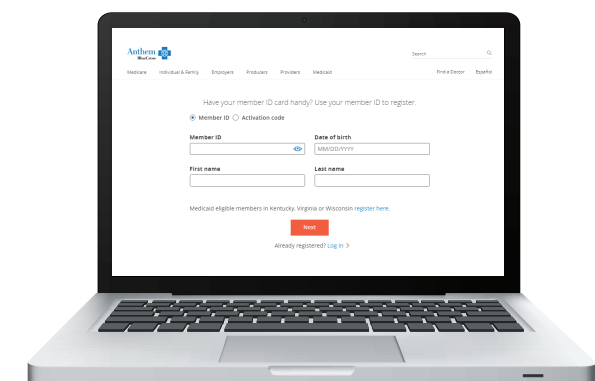 Anthem
BlueCross
Search
Medicare Individual & Family Employers Producers Providers Medicaid Find a Doctor Español
Have your member ID card handy? Use your member ID to register.
Member ID Activation code
Member ID Date of birth
MM/DD/YYYY
First name Last name
Medicaid eligible members in Kentucky, Virginia or Wisconsin register here.
Next
Already registered? Log in >